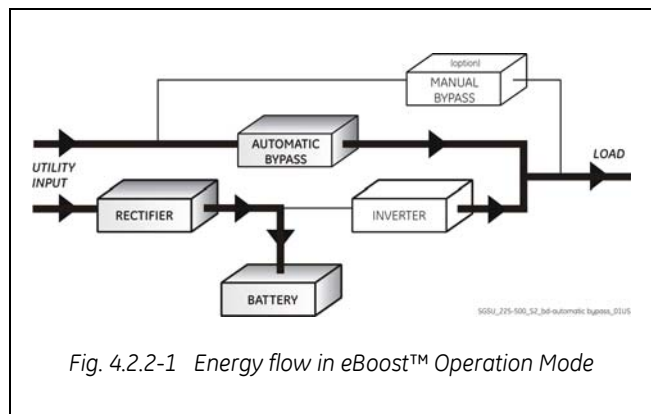 (option)
MANUAL
BYPASS
AUTOMATIC
BYPASS
LOAD
UTILITY
INPUT
RECTIFIER
INVERTER
BATTERY
SGSU_225-500_S2_bd-automatic bypass_01US
Fig. 4.2.2-1 Energy flow in eBoost™ Operation Mode